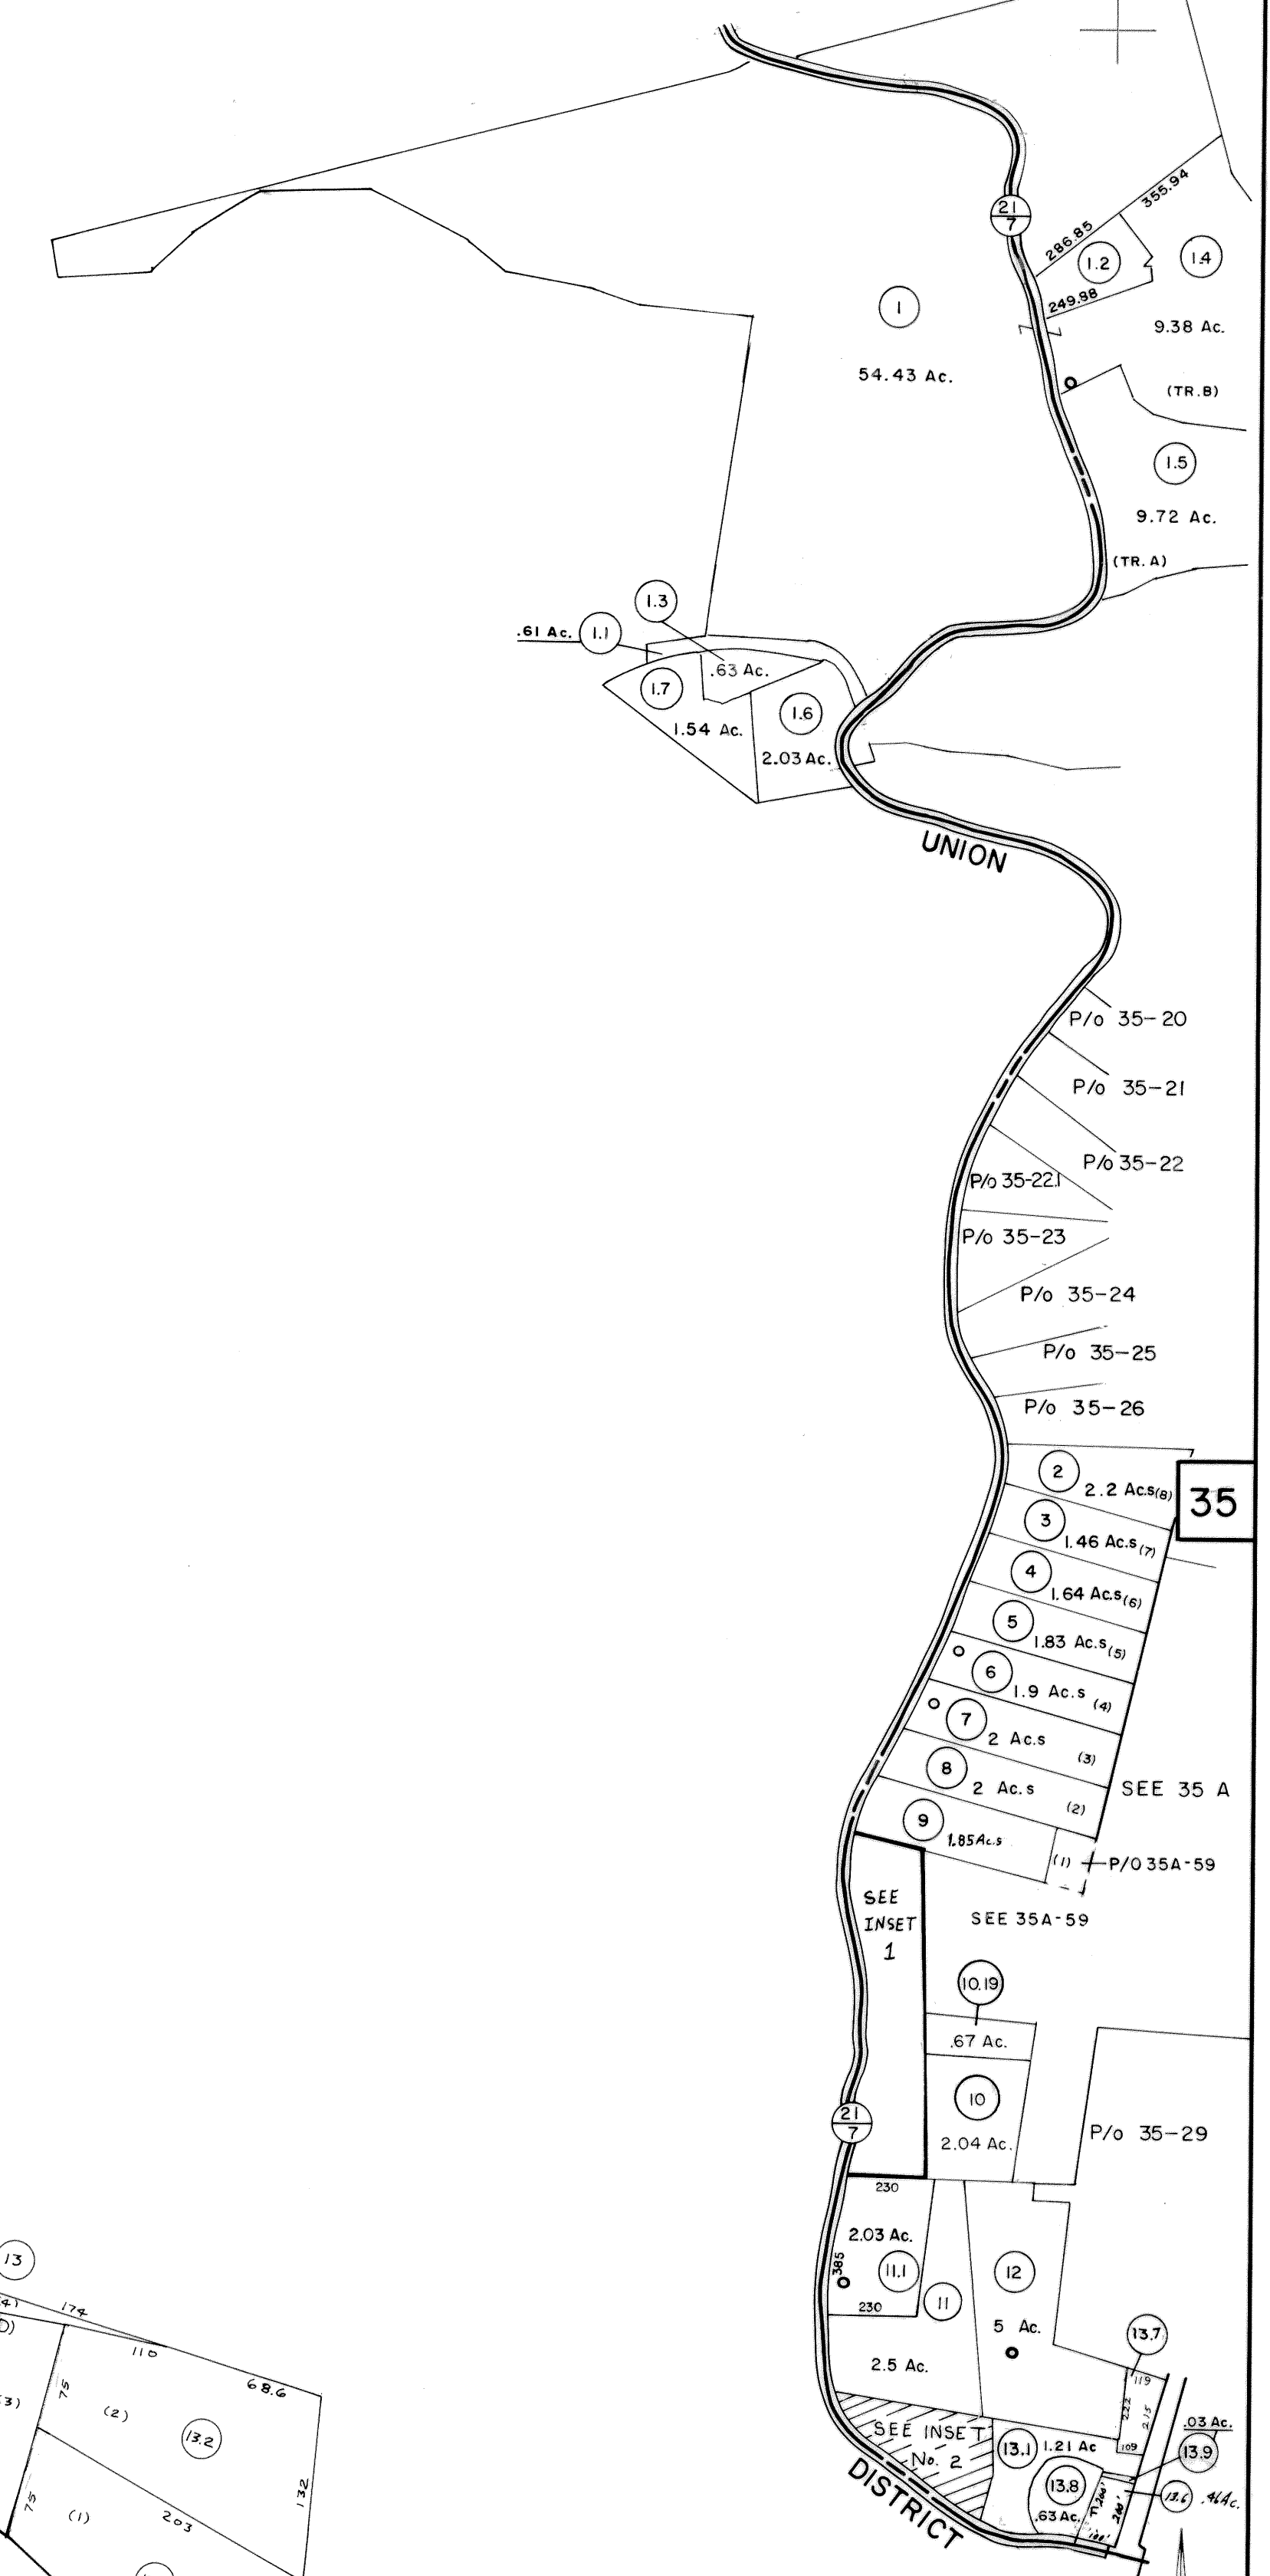 21
7
355.94
286.85
1.2
1.4
249.98
9.38 Ac.
1
54.43 Ac.
(TR.B)
1.5
9.72 Ac.
(TR. A)
1.3
.61 Ac. 1.1
.63 Ac.
1.7
1.6
1.54 Ac.
2.03 Ac.
UNION
P/o 35-20
P/o 35-21
P/o 35-22
P/o 35-22.1
P/o 35-23
P/o 35-24
P/o 35-25
P/o 35-26
2
2.2 Ac.s(8)
35
3
1.46 Ac.s (7)
4
1.64 Ac.s(6)
5
1.83 Ac.s(5)
6
1.9 Ac.s (4)
7
2 Ac.s (3)
8
2 Ac.s (2)
SEE 35 A
9
1.85 Ac.s
(1) P/O 35A-59
SEE
INSET
1
SEE 35A-59
10.19
.67 Ac.
10
2.04 Ac.
21
7
P/o 35-29
230
2.03 Ac.
385
11.1
11
12
230
5 Ac.
2.5 Ac.
13.7
119
222
215
109
.03 Ac.
13.9
SEE INSET
No. 2
13.1 1.21 Ac
13.8
.63 Ac.
200'
200'
100'
13.6 .46 Ac.
DISTRICT
13
174
110
68.6
75
(2)
13.2
132
75
(1)
203
3)